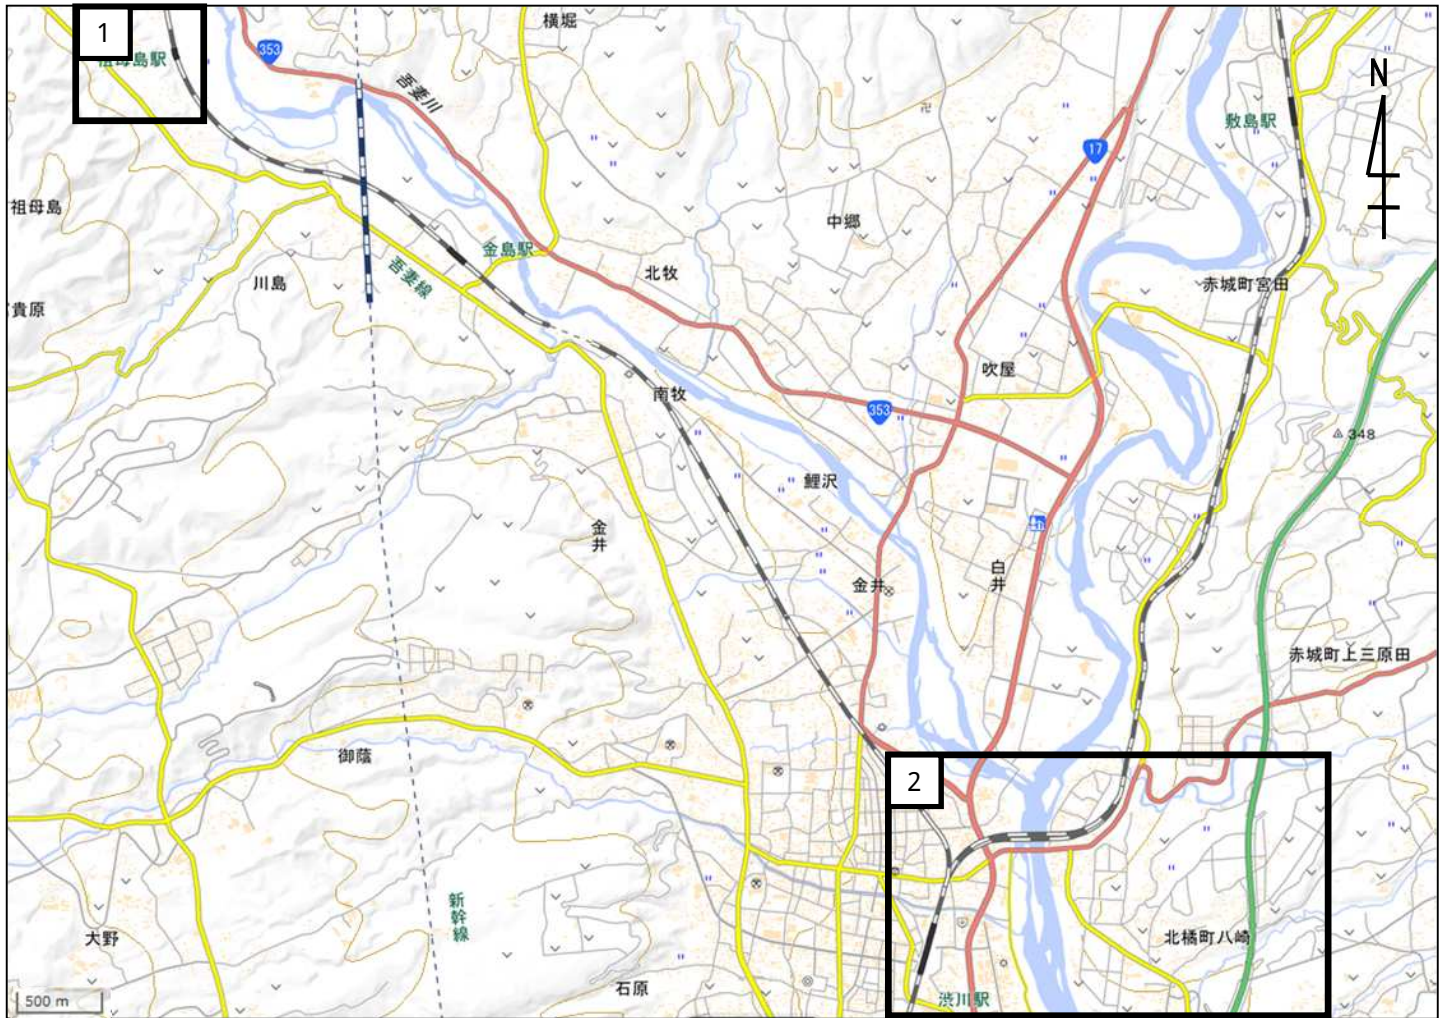 横堀
1
祖母島駅
353
吾妻川
N
敷島駅
17
祖母島
中郷
金島駅
北牧
吾妻線
川島
赤城町宮田
貴原
吹屋
南牧
353
348
鯉沢
金井
金井
白井
赤城町上三原田
御蔭
2
新幹線
大野
北橘町八崎
石原
渋川駅
500 m